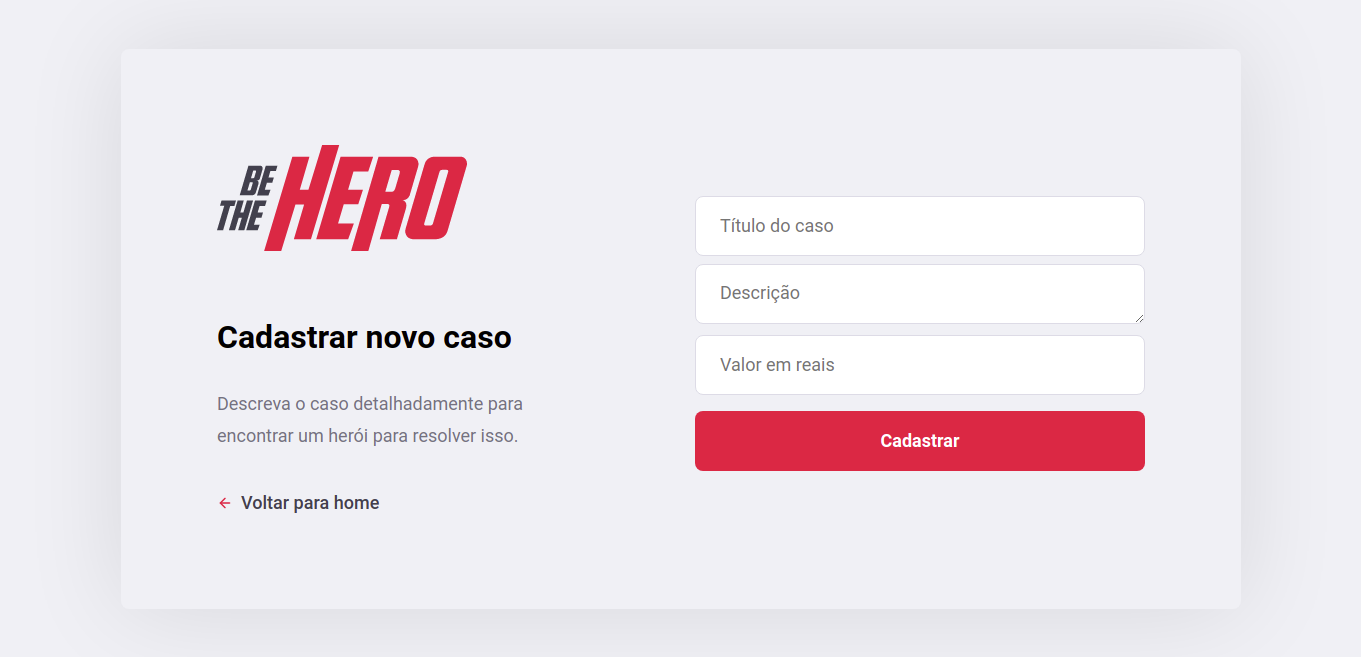 BE
THE
HERO
Cadastrar novo caso
Descreva o caso detalhadamente para
encontrar um herói para resolver isso.
Voltar para home
Título do caso
Descrição
Valor em reais
Cadastrar